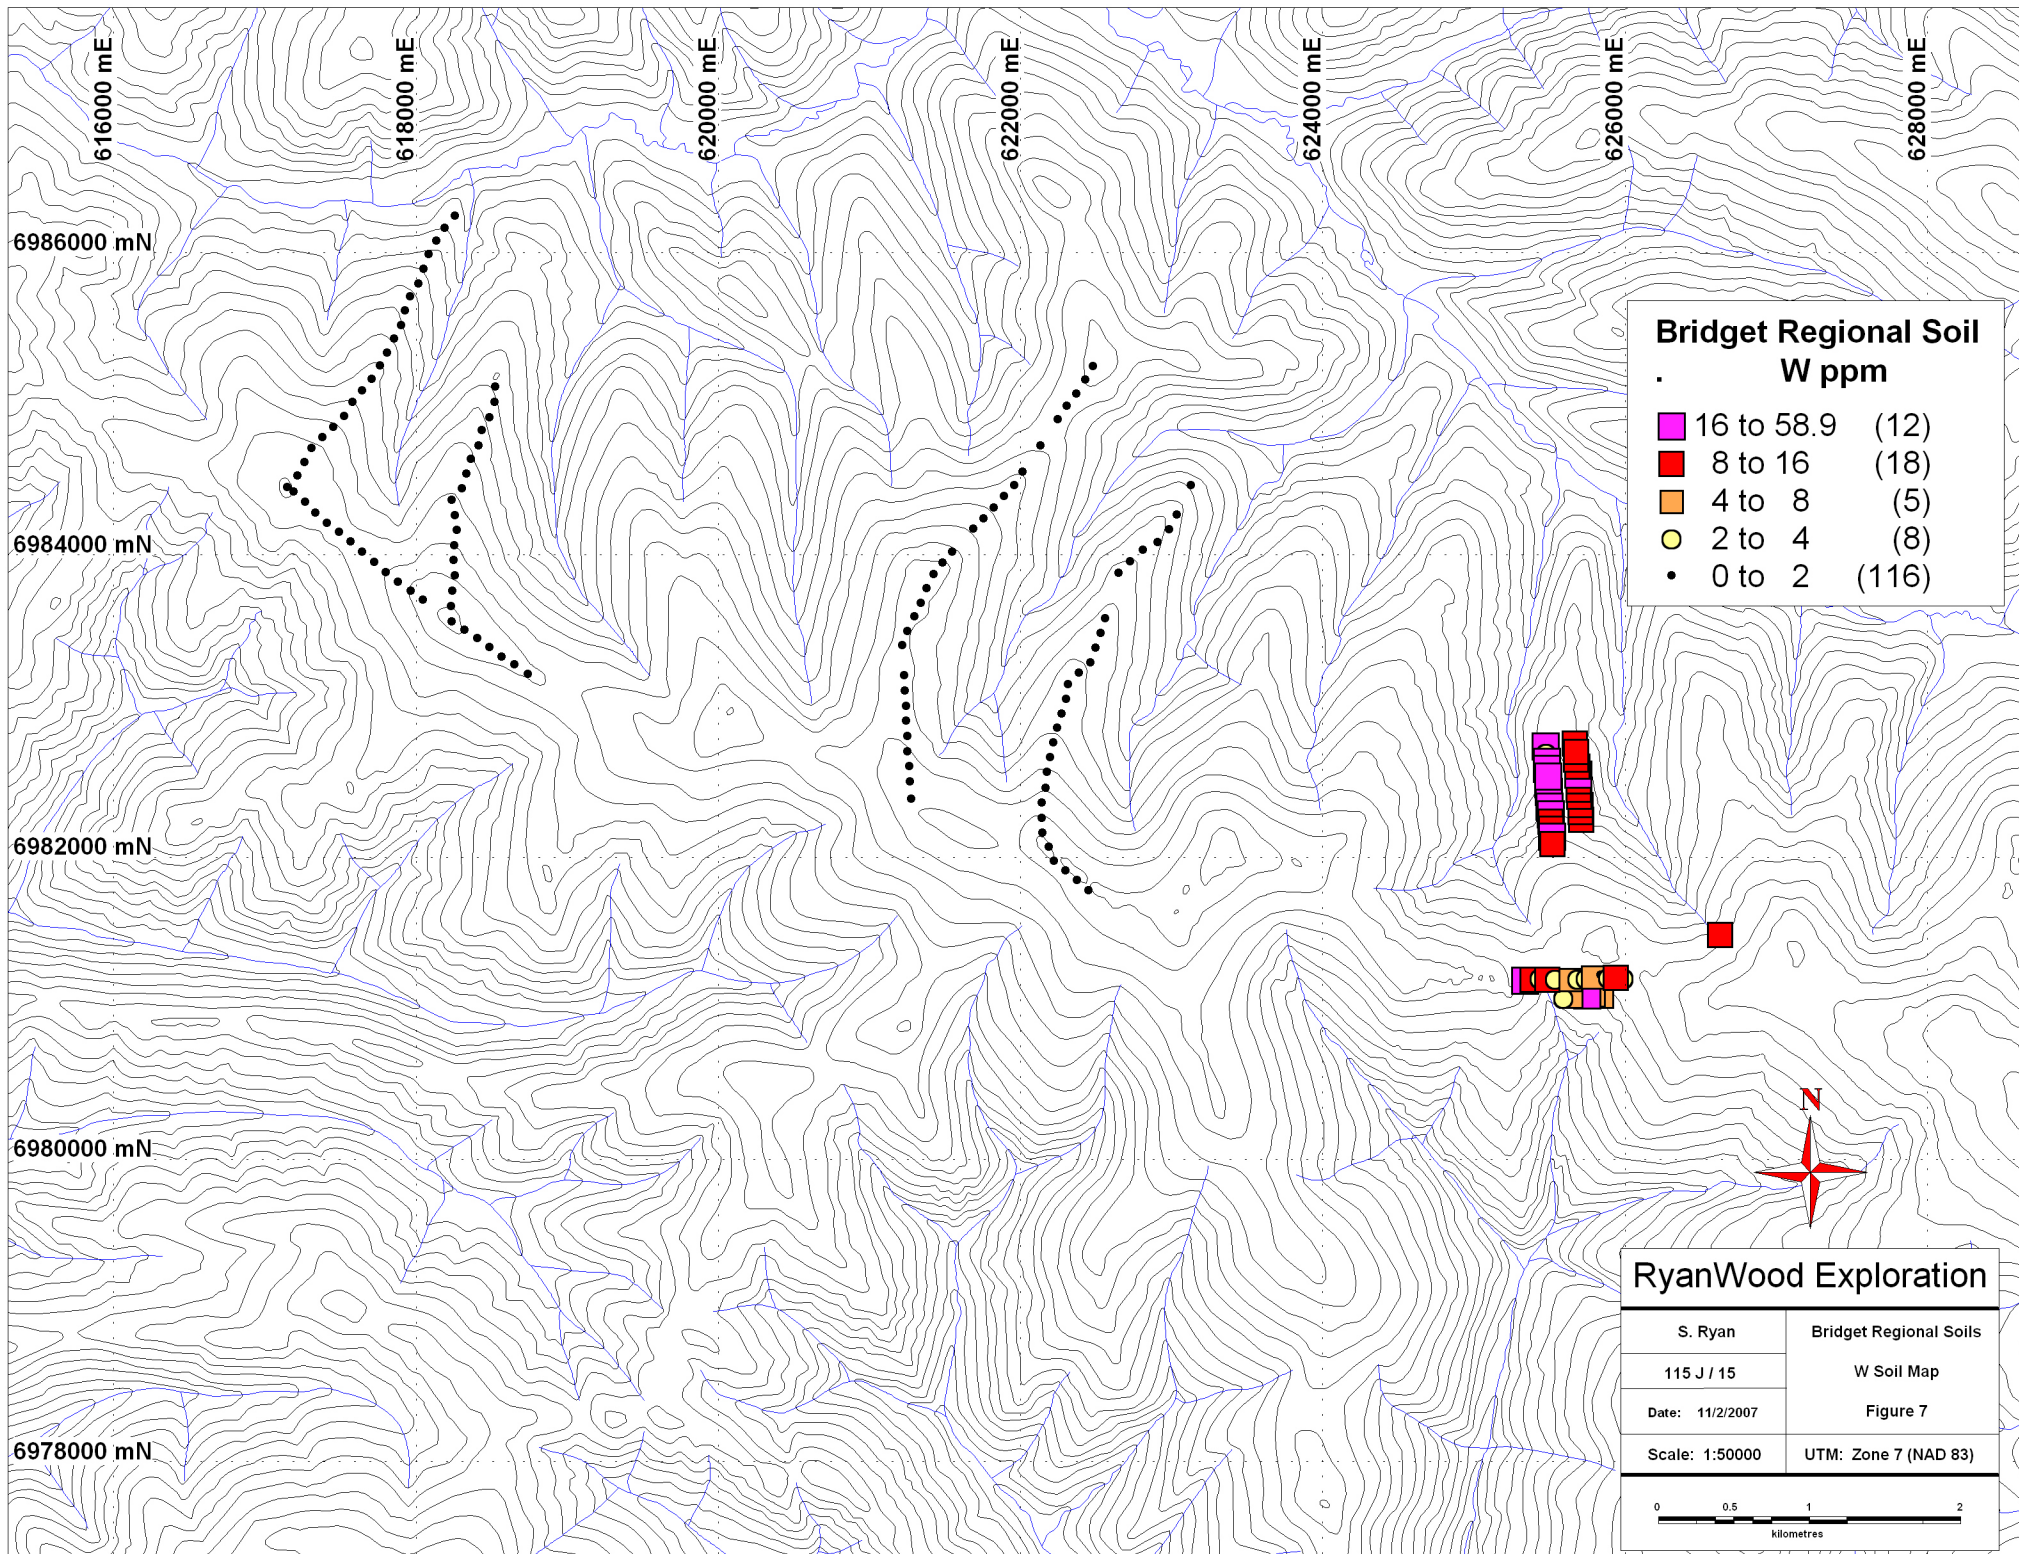 616000 mE
618000 mE
620000 mE
622000 mE
624000 mE
626000 mE
628000 mE
6986000 mN
6984000 mN
6982000 mN
6980000 mN
6978000 mN
Bridget Regional Soil
W ppm
16 to 58.9 (12)
8 to 16 (18)
4 to 8 (5)
2 to 4 (8)
0 to 2 (116)
N
RyanWood Exploration
S. Ryan
Bridget Regional Soils
115 J / 15
W Soil Map
Date: 11/2/2007
Figure 7
Scale: 1:50000
UTM: Zone 7 (NAD 83)
0 0.5 1 2
kilometres